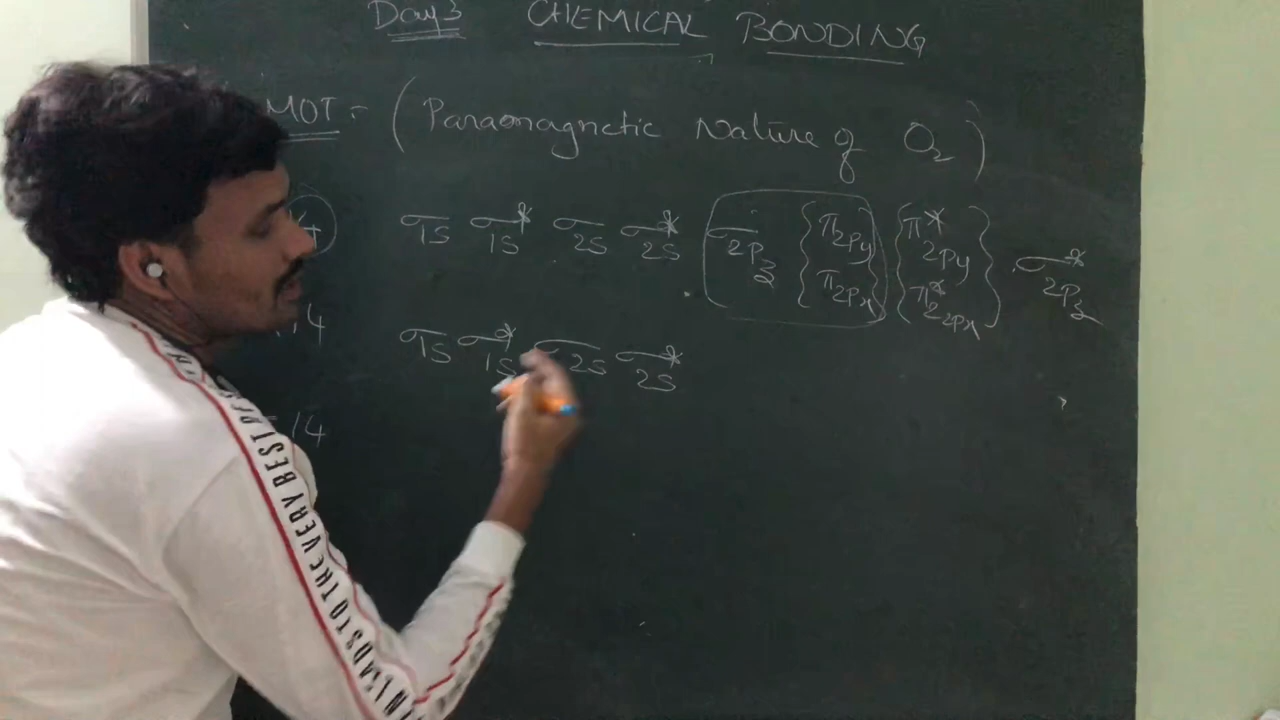 Day3 CHEMICAL BONDING
MOT :- (Paramagnetic Nature of O2)
σ1s σ*1s σ2s σ*2s σ2pz {π2py π2px} {π*2py π*2px} σ*2pz
14 σ1s σ*1s σ2s σ*2s
14
INTMDSTOTHEVERYBESTBES